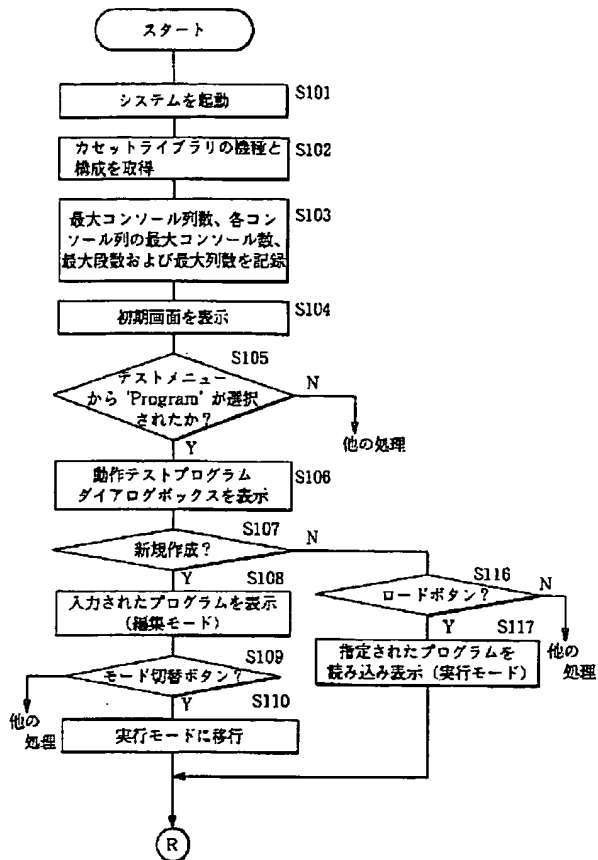 スタート
システムを起動
S101
カセットライブラリの機種と
構成を取得
S102
最大コンソール列数、各コン
ソール列の最大コンソール数、
最大段数および最大列数を記録
S103
初期画面を表示
S104
S105
テストメニュー
から 'Program' が選択
されたか?
N
他の処理
Y
動作テストプログラム
ダイアログボックスを表示
S106
S107
新規作成?
N
Y
S108
入力されたプログラムを表示
(編集モード)
S116
ロードボタン?
N
他の
処理
Y
S117
指定されたプログラムを
読み込み表示(実行モード)
S109
モード切替ボタン?
他の
処理
Y
S110
実行モードに移行
R